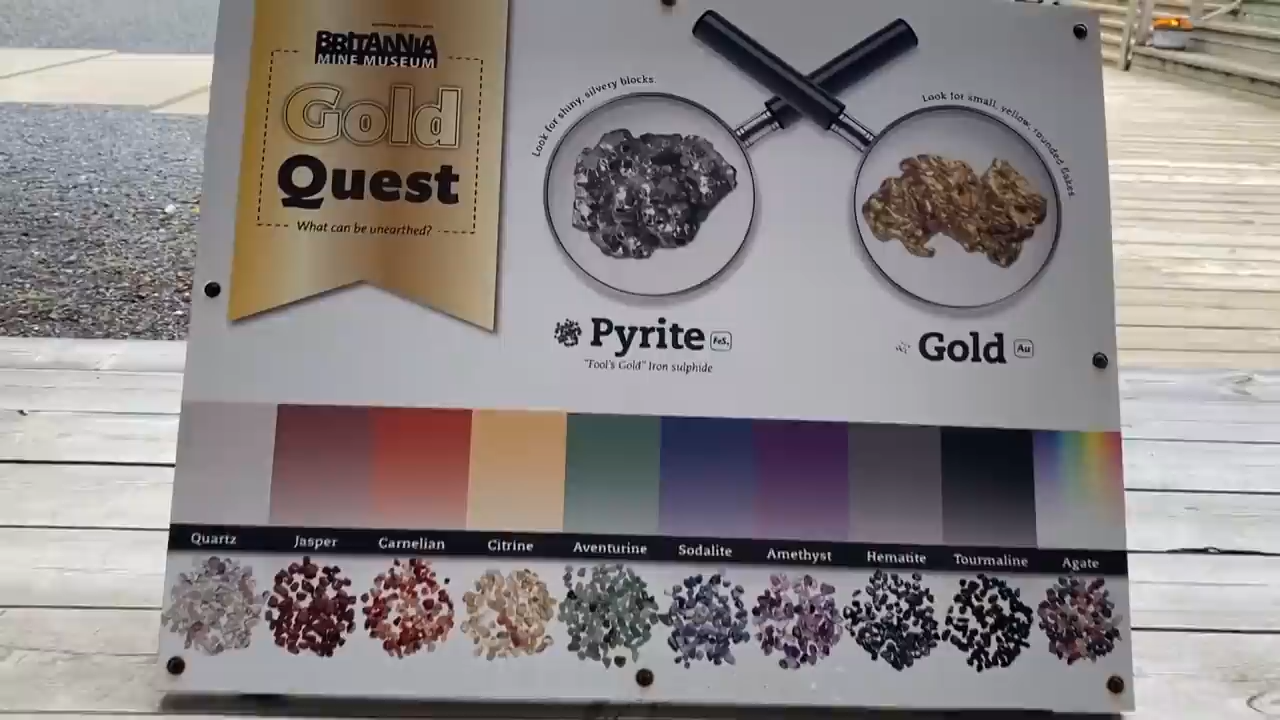 BRITANNIA
MINE MUSEUM
Gold
Quest
What can be unearthed?
Look for shiny, silvery blocks.
Look for small, yellow, rounded flakes
Pyrite FeS₂
"Fool's Gold" Iron sulphide
Gold Au
Quartz Jasper Carnelian Citrine Aventurine Sodalite Amethyst Hematite Tourmaline Agate